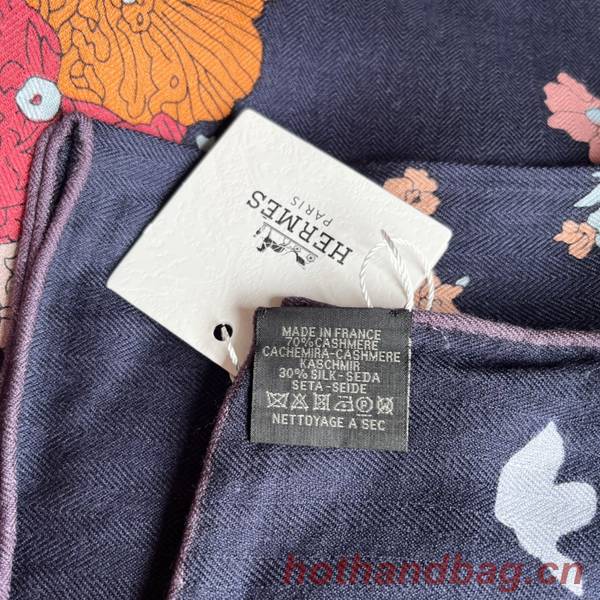 HERMES
PARIS
MADE IN FRANCE
70%CASHMERE
CACHEMIRA-CASHMERE
KASCHMIR
30% SILK-SEDA
SETA-SEIDE
NETTOYAGE A SEC
hothandbag.cn